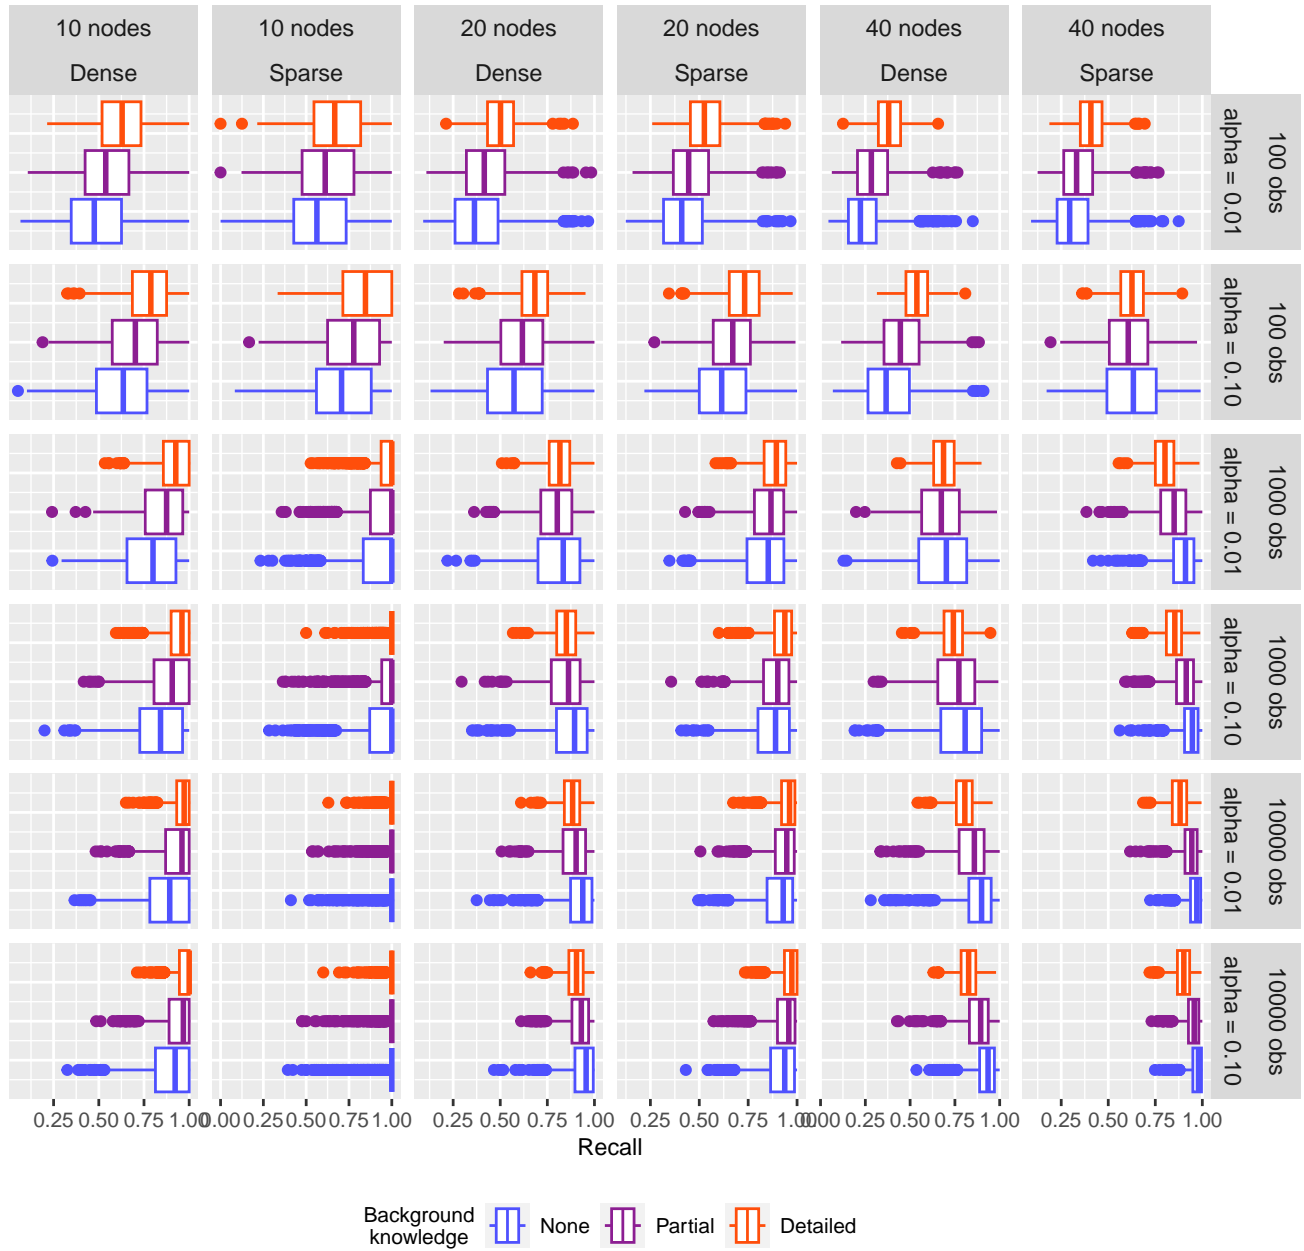 10 nodes 10 nodes 20 nodes 20 nodes 40 nodes 40 nodes
Dense Sparse Dense Sparse Dense Sparse
100 obs
alpha = 0.01
100 obs
alpha = 0.10
1000 obs
alpha = 0.01
1000 obs
alpha = 0.10
10000 obs
alpha = 0.01
10000 obs
alpha = 0.10
0.25 0.50 0.75 1.00 0.00 0.25 0.50 0.75 1.00 0.25 0.50 0.75 1.00 0.25 0.50 0.75 1.00 0.00 0.25 0.50 0.75 1.00 0.25 0.50 0.75 1.00
Recall
Background
knowledge None Partial Detailed